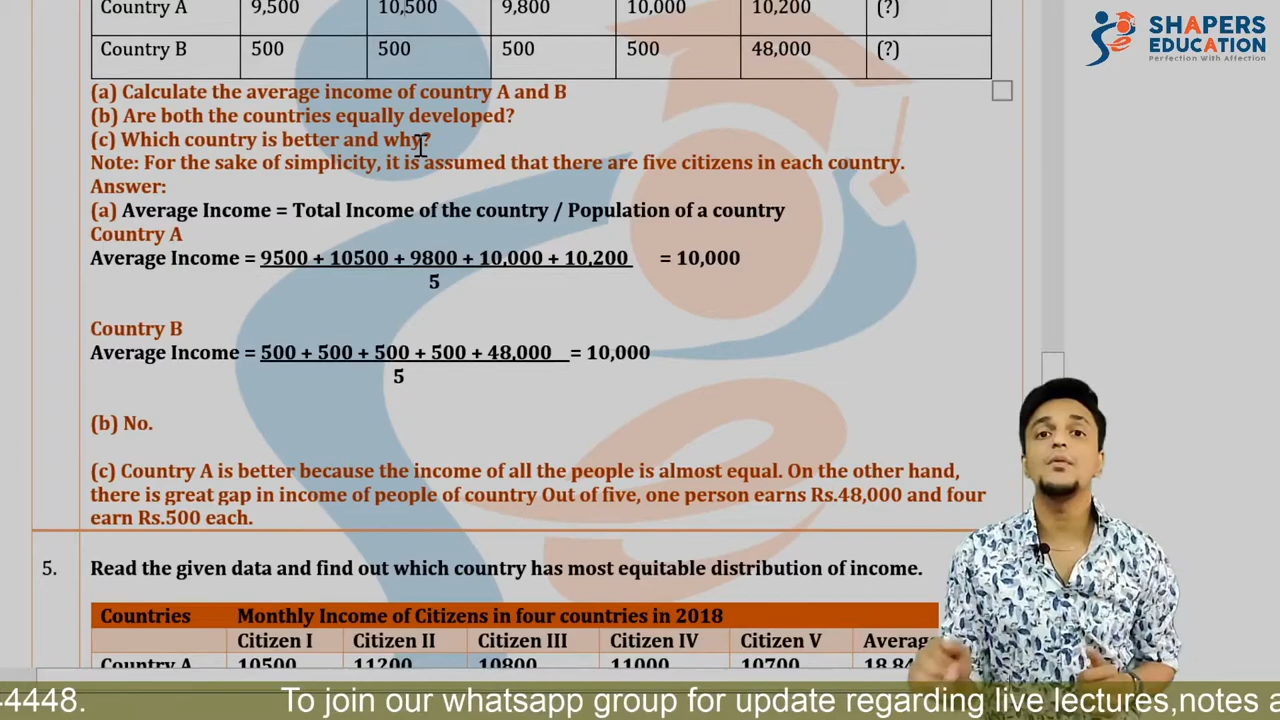 SHAPERS
EDUCATION
Perfection With Affection
Country A 9,500 10,500 9,800 10,000 10,200 (?)
Country B 500 500 500 500 48,000 (?)
(a) Calculate the average income of country A and B
(b) Are both the countries equally developed?
(c) Which country is better and why?
Note: For the sake of simplicity, it is assumed that there are five citizens in each country.
Answer:
(a) Average Income = Total Income of the country / Population of a country
Country A
Average Income = 9500 + 10500 + 9800 + 10,000 + 10,200 = 10,000
5
Country B
Average Income = 500 + 500 + 500 + 500 + 48,000 = 10,000
5
(b) No.
(c) Country A is better because the income of all the people is almost equal. On the other hand,
there is great gap in income of people of country Out of five, one person earns Rs.48,000 and four
earn Rs.500 each.
5. Read the given data and find out which country has most equitable distribution of income.
Countries Monthly Income of Citizens in four countries in 2018
Citizen I Citizen II Citizen III Citizen IV Citizen V Averag
Country A 10500 11200 10800 11000 10700
4448. To join our whatsapp group for update regarding live lectures,notes a